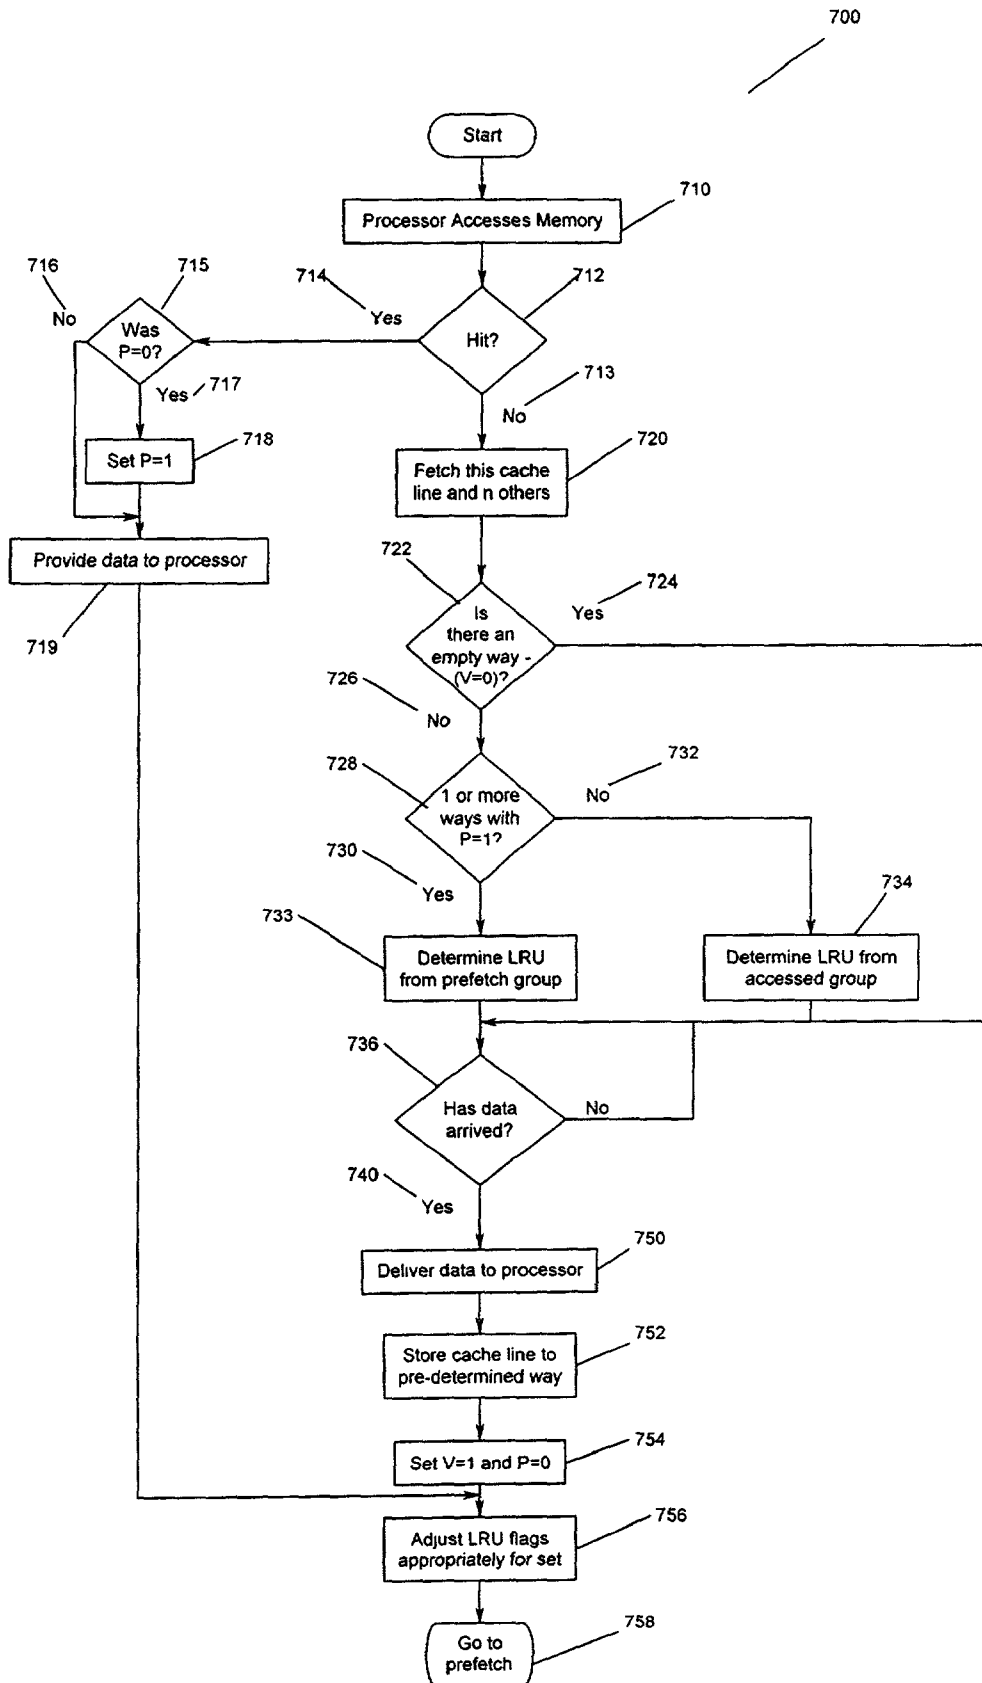 700
Start
710
Processor Accesses Memory
716
715
714
712
No
Yes
Was
P=0?
Hit?
717
Yes
713
No
718
Set P=1
720
Fetch this cache
line and n others
Provide data to processor
719
722
724
Yes
Is
there an
empty way -
(V=0)?
726
No
728
732
No
1 or more
ways with
P=1?
730
Yes
733
734
Determine LRU
from prefetch group
Determine LRU from
accessed group
736
Has data
arrived?
No
740
Yes
750
Deliver data to processor
752
Store cache line to
pre-determined way
754
Set V=1 and P=0
756
Adjust LRU flags
appropriately for set
758
Go to
prefetch